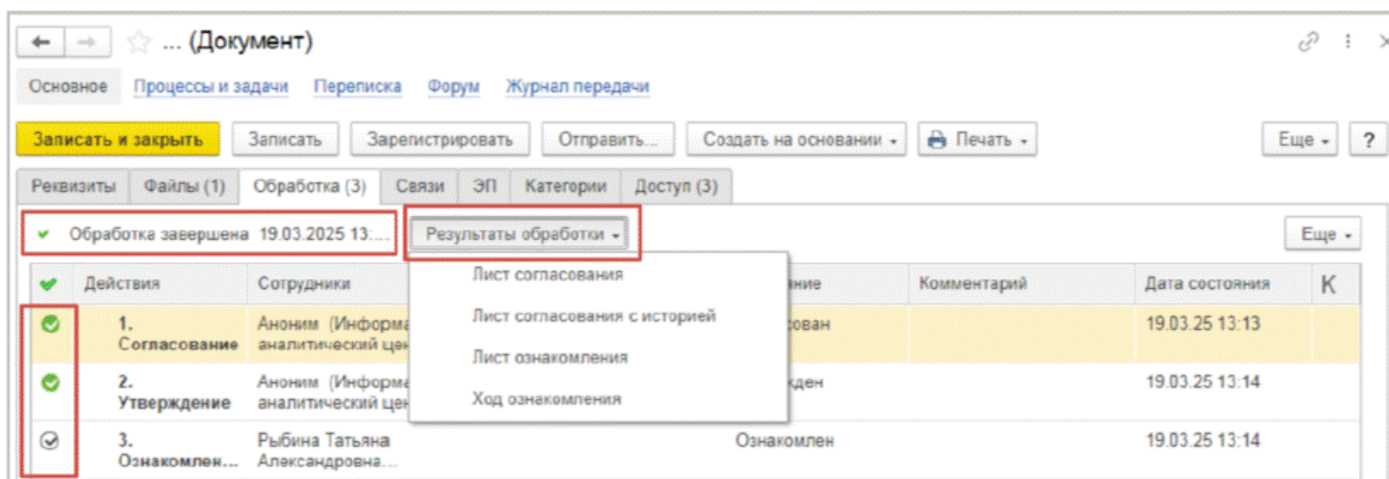 ... (Документ)
Основное Процессы и задачи Переписка Форум Журнал передачи
Записать и закрыть Записать Зарегистрировать Отправить... Создать на основании Печать Еще ?
Реквизиты Файлы (1) Обработка (3) Связи ЭП Категории Доступ (3)
Обработка завершена 19.03.2025 13:... Результаты обработки Еще
Действия Сотрудники ние Комментарий Дата состояния К
Лист согласования
Лист согласования с историей
Лист ознакомления
Ход ознакомления
1. Аноним (Информа сован 19.03.25 13:13
Согласование аналитический цен
2. Аноним (Информа ден 19.03.25 13:14
Утверждение аналитический цен
3. Рыбина Татьяна Ознакомлен 19.03.25 13:14
Ознакомлен... Александровна...